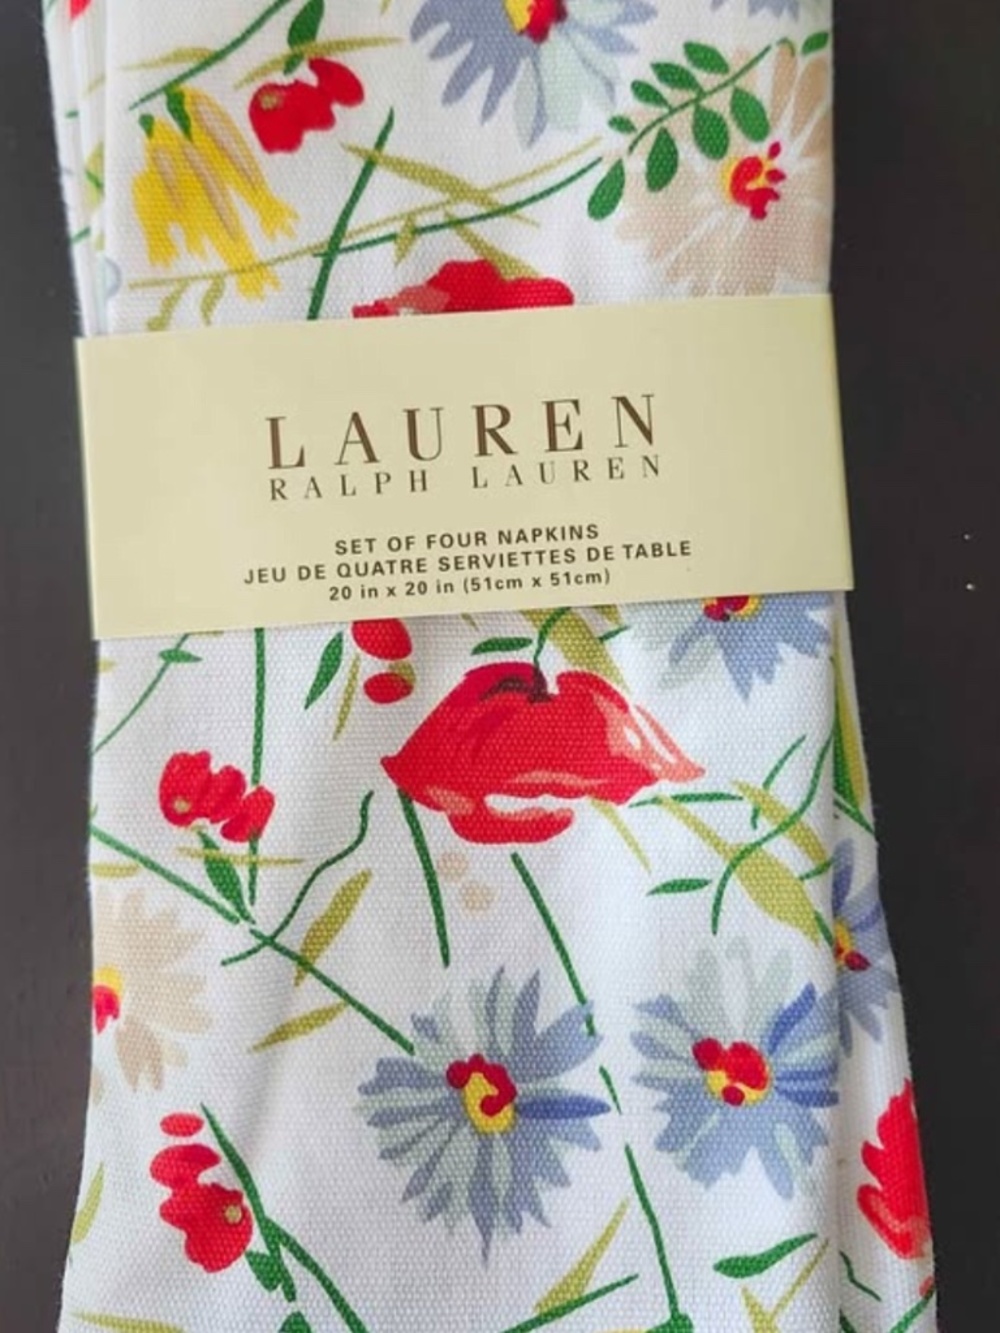 LAUREN
RALPH LAUREN
SET OF FOUR NAPKINS
JEU DE QUATRE SERVIETTES DE TABLE
20 in x 20 in (51cm x 51cm)